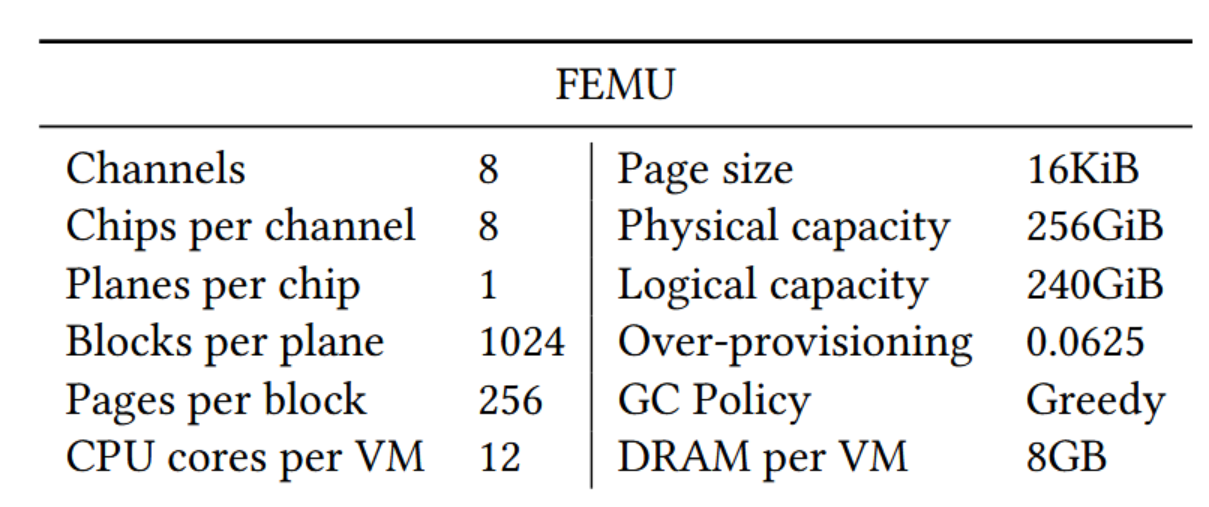 FEMU
Channels 8 Page size 16KiB
Chips per channel 8 Physical capacity 256GiB
Planes per chip 1 Logical capacity 240GiB
Blocks per plane 1024 Over-provisioning 0.0625
Pages per block 256 GC Policy Greedy
CPU cores per VM 12 DRAM per VM 8GB